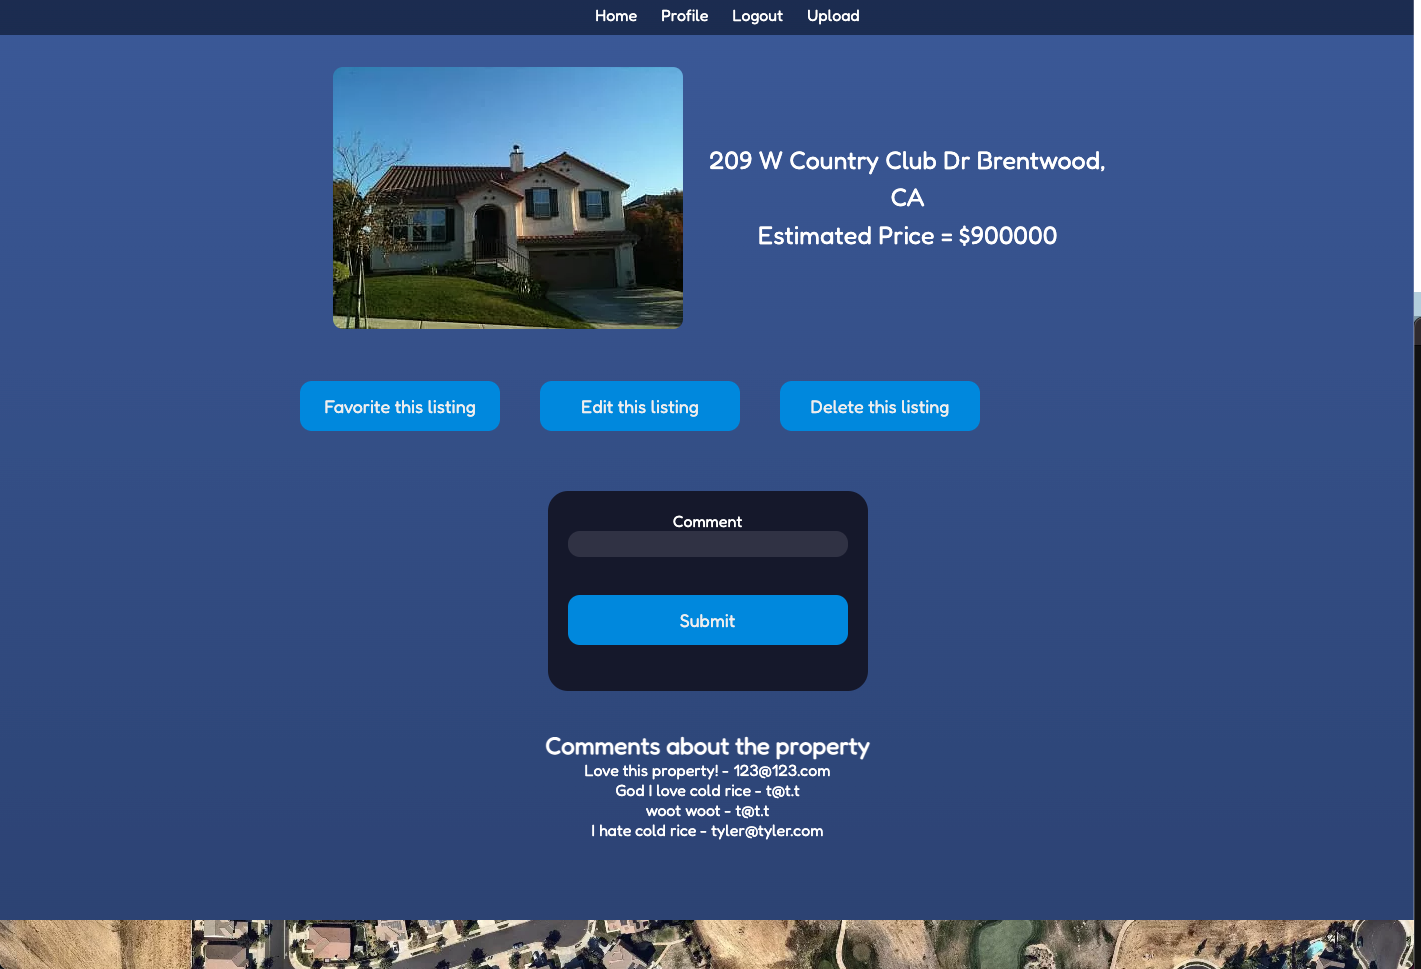 Home Profile Logout Upload
209 W Country Club Dr Brentwood,
CA
Estimated Price = $900000
Favorite this listing Edit this listing Delete this listing
Comment
Submit
Comments about the property
Love this property! - 123@123.com
God I love cold rice - t@t.t
woot woot - t@t.t
I hate cold rice - tyler@tyler.com